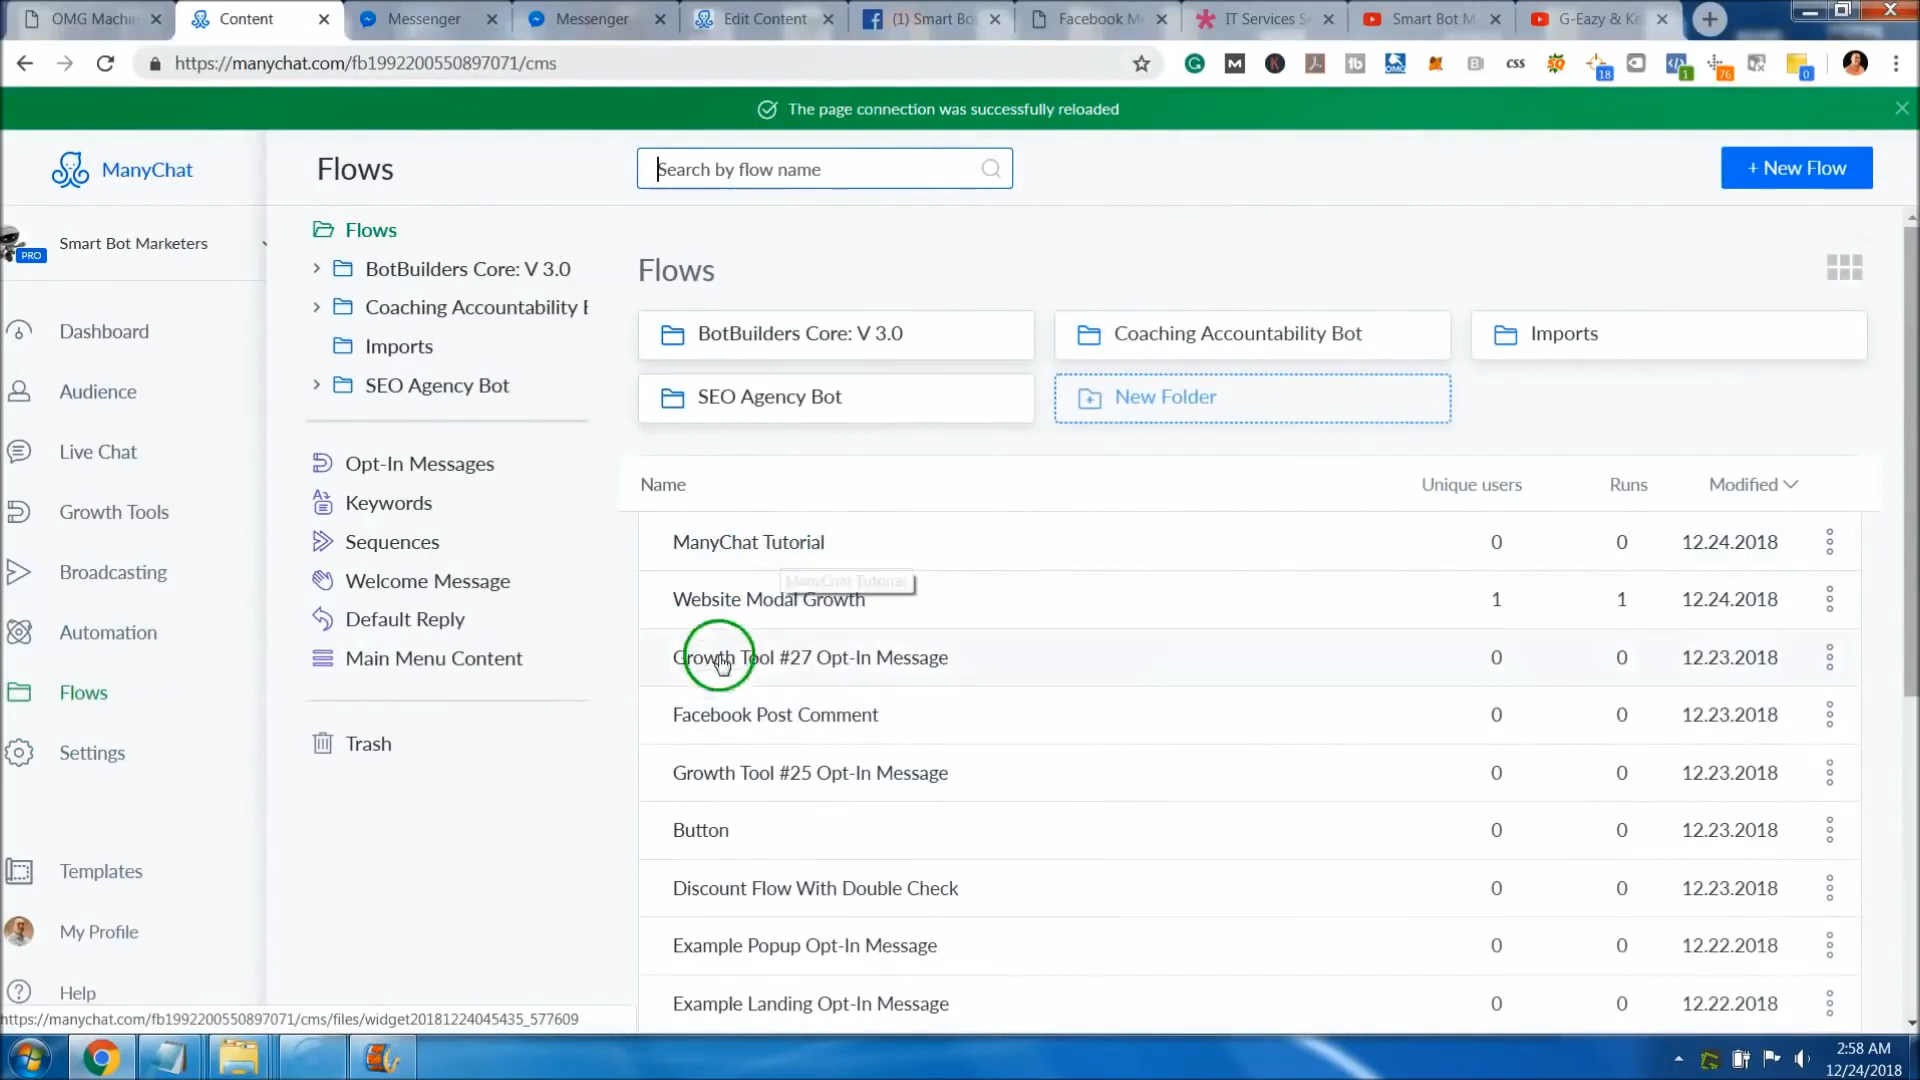 OMG Machin
Content
Messenger
Messenger
Edit Content
(1) Smart Bo
Facebook M
IT Services S
Smart Bot M
G-Eazy & Ke
https://manychat.com/fb1992200550897071/cms
18
1
76
0
The page connection was successfully reloaded
ManyChat
Flows
Search by flow name
+ New Flow
PRO
Smart Bot Marketers
Dashboard
Audience
Live Chat
Growth Tools
Broadcasting
Automation
Flows
Settings
Templates
My Profile
Help
Flows
BotBuilders Core: V 3.0
Coaching Accountability
Imports
SEO Agency Bot
Opt-In Messages
Keywords
Sequences
Welcome Message
Default Reply
Main Menu Content
Trash
Flows
BotBuilders Core: V 3.0
Coaching Accountability Bot
Imports
SEO Agency Bot
New Folder
Name Unique users Runs Modified
ManyChat Tutorial 0 0 12.24.2018
ManyChat Tutorial
Website Modal Growth 1 1 12.24.2018
Growth Tool #27 Opt-In Message 0 0 12.23.2018
Facebook Post Comment 0 0 12.23.2018
Growth Tool #25 Opt-In Message 0 0 12.23.2018
Button 0 0 12.23.2018
Discount Flow With Double Check 0 0 12.23.2018
Example Popup Opt-In Message 0 0 12.22.2018
Example Landing Opt-In Message 0 0 12.22.2018
https://manychat.com/fb1992200550897071/cms/files/widget20181224045435_577609
2:58 AM
12/24/2018